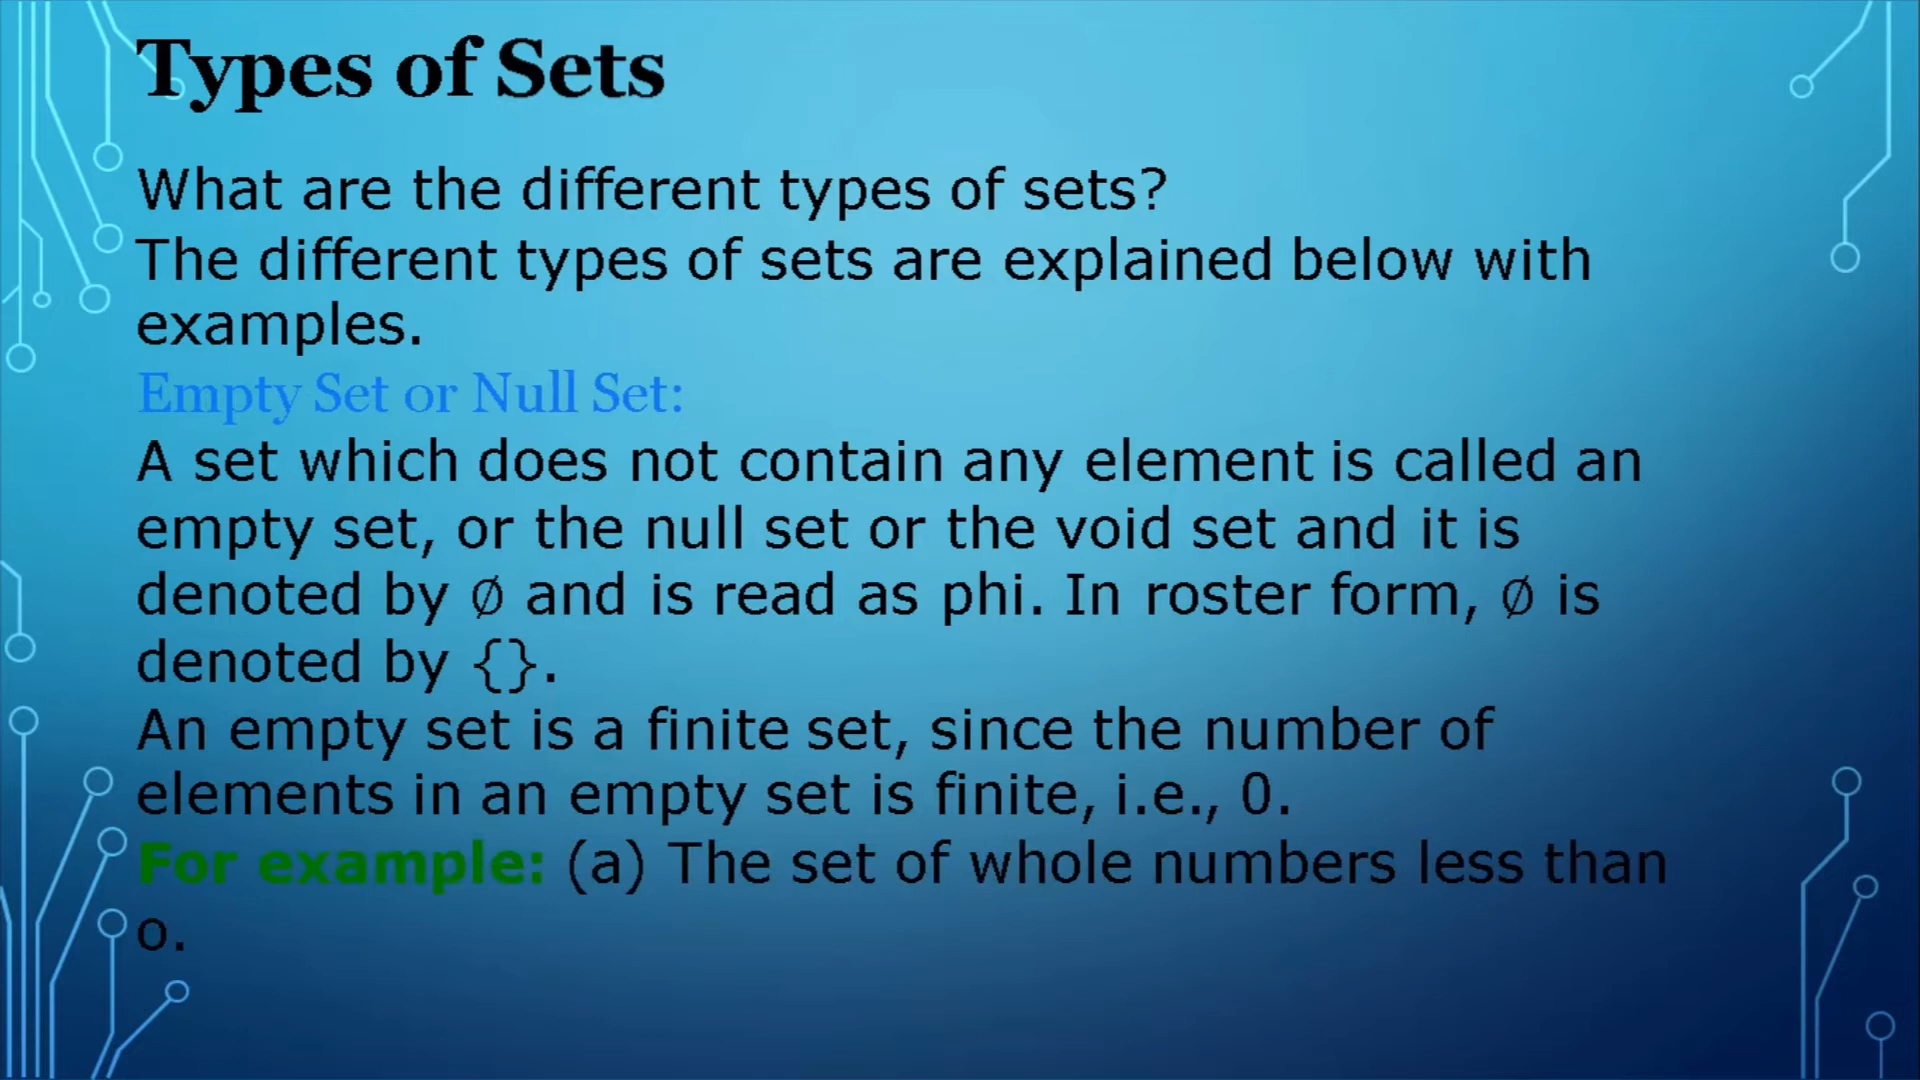 Types of Sets
What are the different types of sets?
The different types of sets are explained below with
examples.
Empty Set or Null Set:
A set which does not contain any element is called an
empty set, or the null set or the void set and it is
denoted by ∅ and is read as phi. In roster form, ∅ is
denoted by {}.
An empty set is a finite set, since the number of
elements in an empty set is finite, i.e., 0.
For example: (a) The set of whole numbers less than
o.